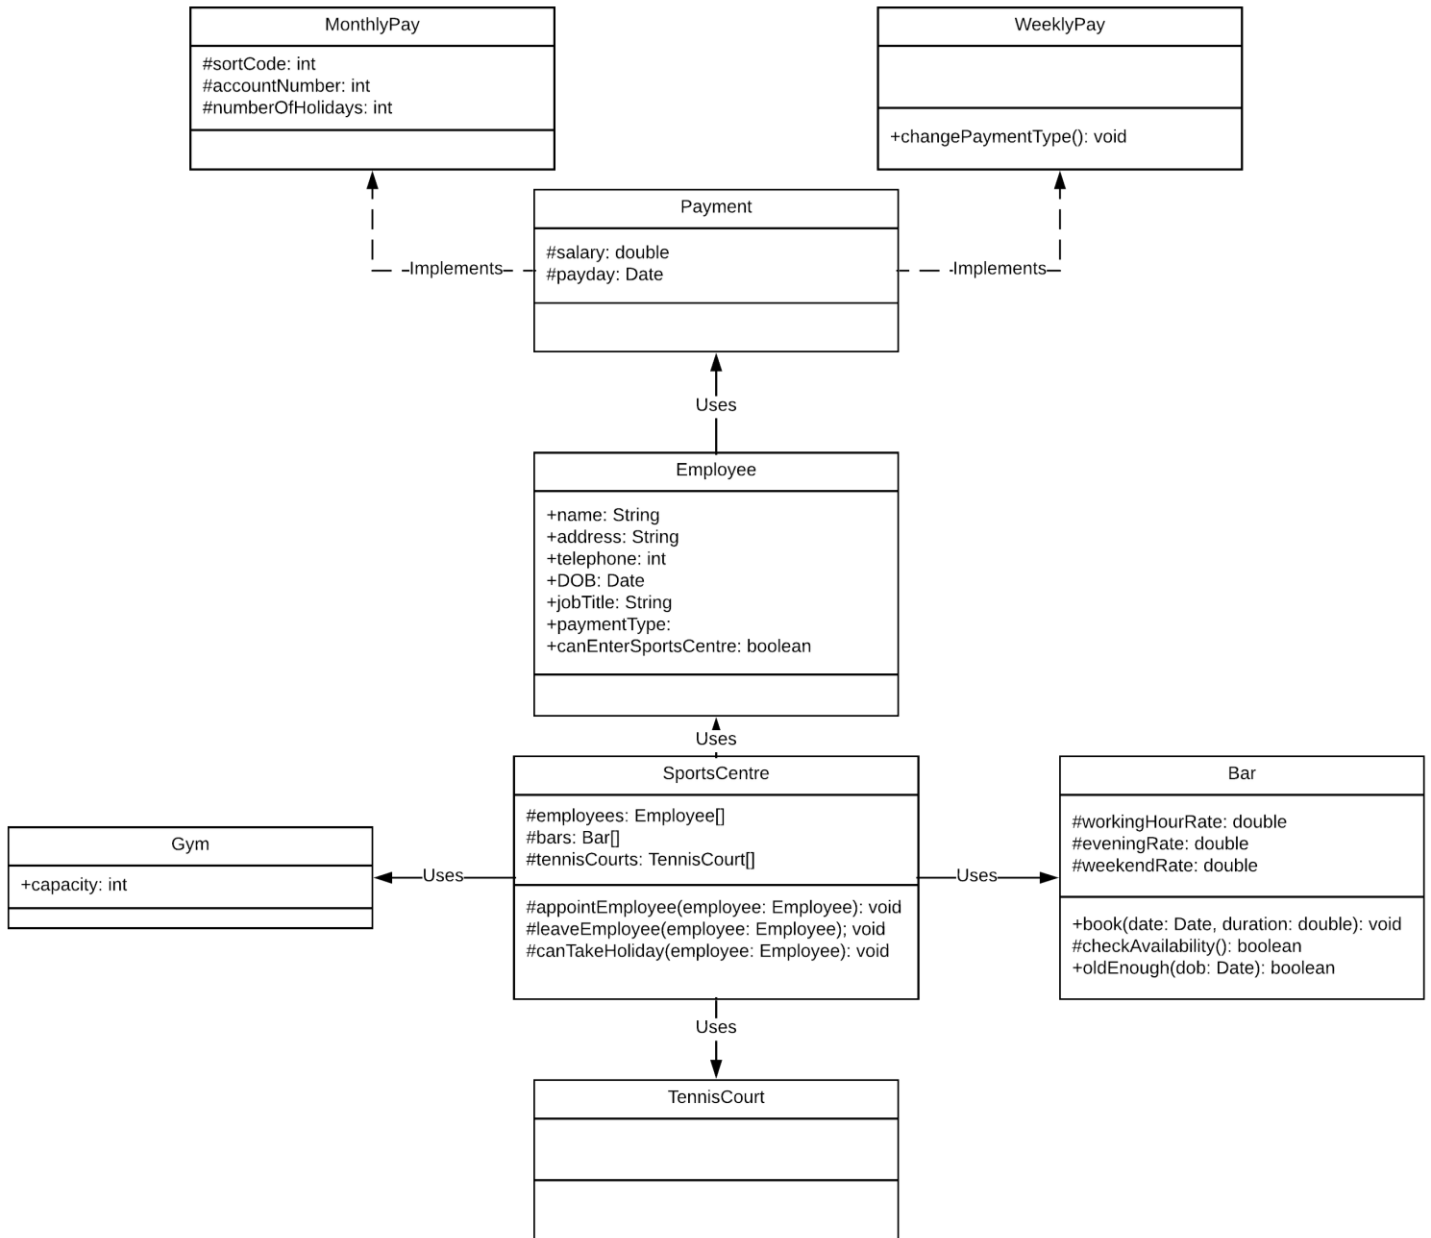 MonthlyPay
#sortCode: int
#accountNumber: int
#numberOfHolidays: int
WeeklyPay
+changePaymentType(): void
Payment
#salary: double
#payday: Date
Implements
Implements
Uses
Employee
+name: String
+address: String
+telephone: int
+DOB: Date
+jobTitle: String
+paymentType:
+canEnterSportsCentre: boolean
Uses
SportsCentre
#employees: Employee[]
#bars: Bar[]
#tennisCourts: TennisCourt[]
#appointEmployee(employee: Employee): void
#leaveEmployee(employee: Employee); void
#canTakeHoliday(employee: Employee): void
Gym
+capacity: int
Uses
Uses
Bar
#workingHourRate: double
#eveningRate: double
#weekendRate: double
+book(date: Date, duration: double): void
#checkAvailability(): boolean
+oldEnough(dob: Date): boolean
Uses
TennisCourt